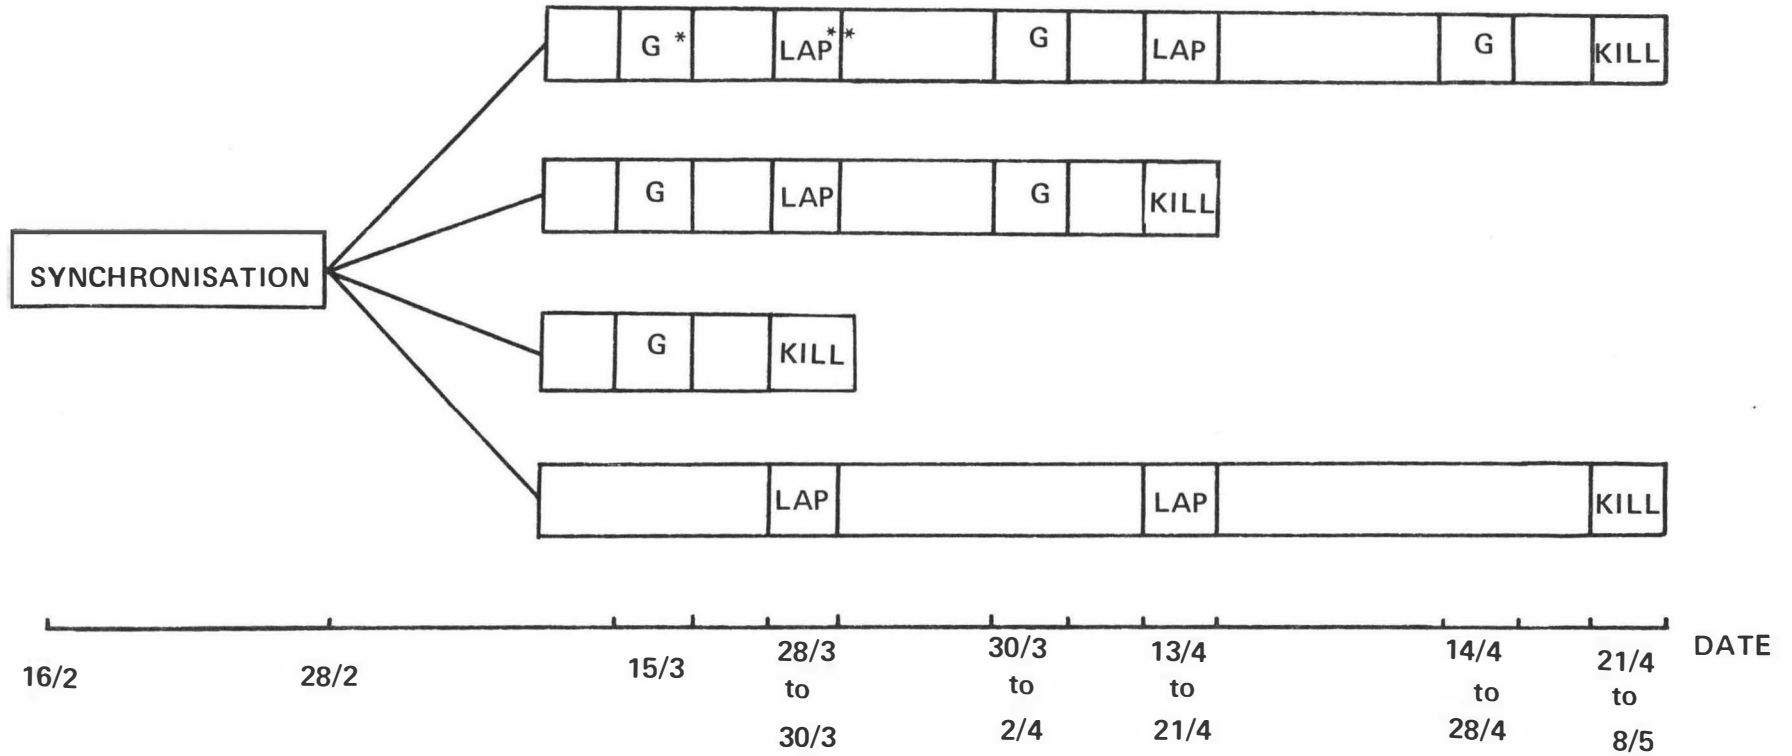 G * LAP** G LAP G KILL
G LAP G KILL
SYNCHRONISATION
G KILL
LAP LAP KILL
16/2 28/2 15/3 28/3 to 30/3 30/3 to 2/4 13/4 to 21/4 14/4 to 28/4 21/4 to 8/5 DATE